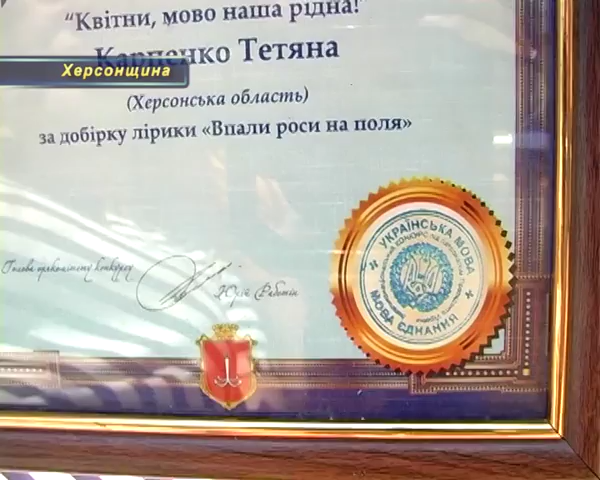 “Квітни, мово наша рідна!”
Карпенко Тетяна
Херсонщина
(Херсонська область)
за добірку лірики «Впали роси на поля»
Голова оргкомітету конкурсу
Юрій
УКРАЇНСЬКА МОВА
МОВА ЄДНАННЯ